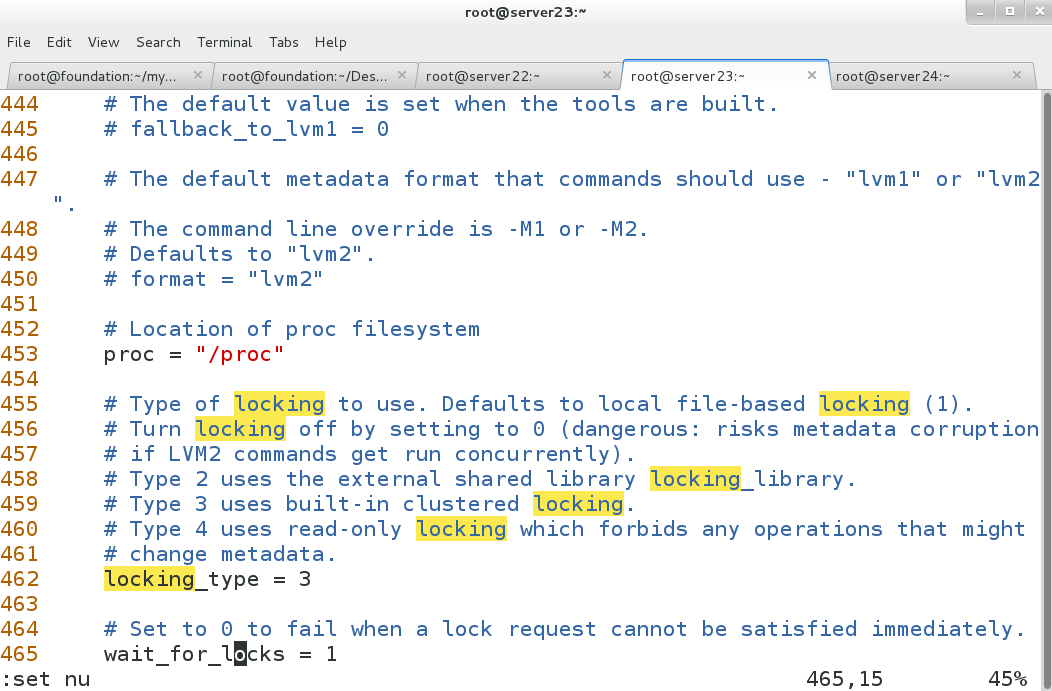 root@server23:~
File Edit View Search Terminal Tabs Help
root@foundation:~/my... root@foundation:~/Des... root@server22:~ root@server23:~ root@server24:~
444 # The default value is set when the tools are built.
445 # fallback_to_lvm1 = 0
446
447 # The default metadata format that commands should use - "lvm1" or "lvm2
".
448 # The command line override is -M1 or -M2.
449 # Defaults to "lvm2".
450 # format = "lvm2"
451
452 # Location of proc filesystem
453 proc = "/proc"
454
455 # Type of locking to use. Defaults to local file-based locking (1).
456 # Turn locking off by setting to 0 (dangerous: risks metadata corruption
457 # if LVM2 commands get run concurrently).
458 # Type 2 uses the external shared library locking_library.
459 # Type 3 uses built-in clustered locking.
460 # Type 4 uses read-only locking which forbids any operations that might
461 # change metadata.
462 locking_type = 3
463
464 # Set to 0 to fail when a lock request cannot be satisfied immediately.
465 wait_for_locks = 1
:set nu 465,15 45%